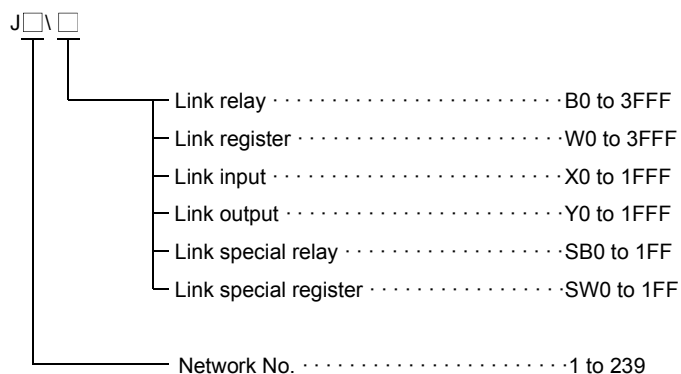 J□\ □
Link relay ························· B0 to 3FFF
Link register ······················· W0 to 3FFF
Link input ························· X0 to 1FFF
Link output ························ Y0 to 1FFF
Link special relay ··················· SB0 to 1FF
Link special register ················· SW0 to 1FF
Network No. ······················· 1 to 239